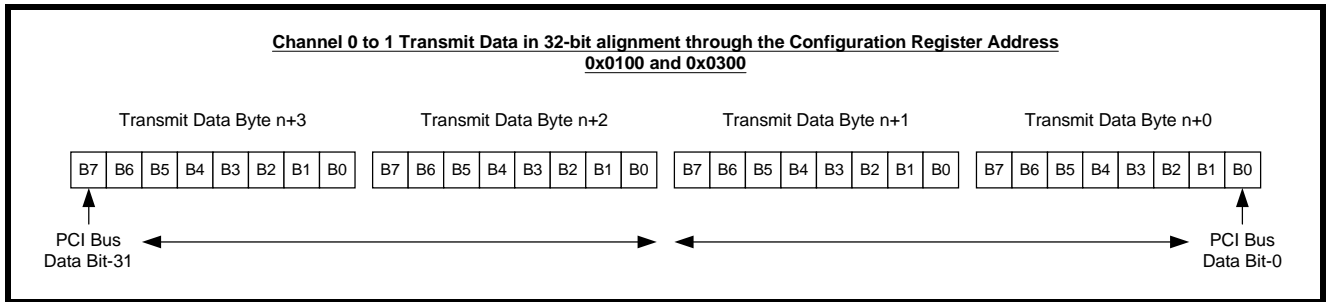 Channel 0 to 1 Transmit Data in 32-bit alignment through the Configuration Register Address
0x0100 and 0x0300
Transmit Data Byte n+3 Transmit Data Byte n+2 Transmit Data Byte n+1 Transmit Data Byte n+0
B7 B6 B5 B4 B3 B2 B1 B0 B7 B6 B5 B4 B3 B2 B1 B0 B7 B6 B5 B4 B3 B2 B1 B0 B7 B6 B5 B4 B3 B2 B1 B0
PCI Bus PCI Bus
Data Bit-31 Data Bit-0